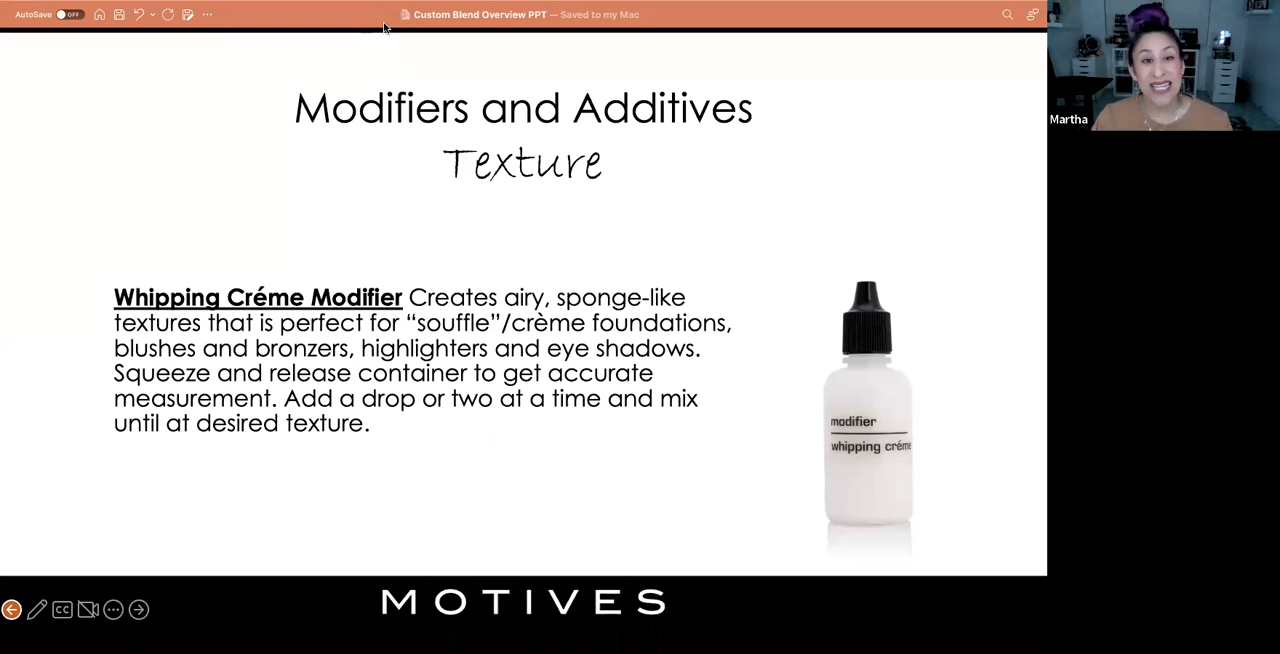 AutoSave OFF
Custom Blend Overview PPT — Saved to my Mac
Martha
Modifiers and Additives
Texture
Whipping Créme Modifier Creates airy, sponge-like
textures that is perfect for “souffle”/crème foundations,
blushes and bronzers, highlighters and eye shadows.
Squeeze and release container to get accurate
measurement. Add a drop or two at a time and mix
until at desired texture.
modifier
whipping créme
CC
MOTIVES